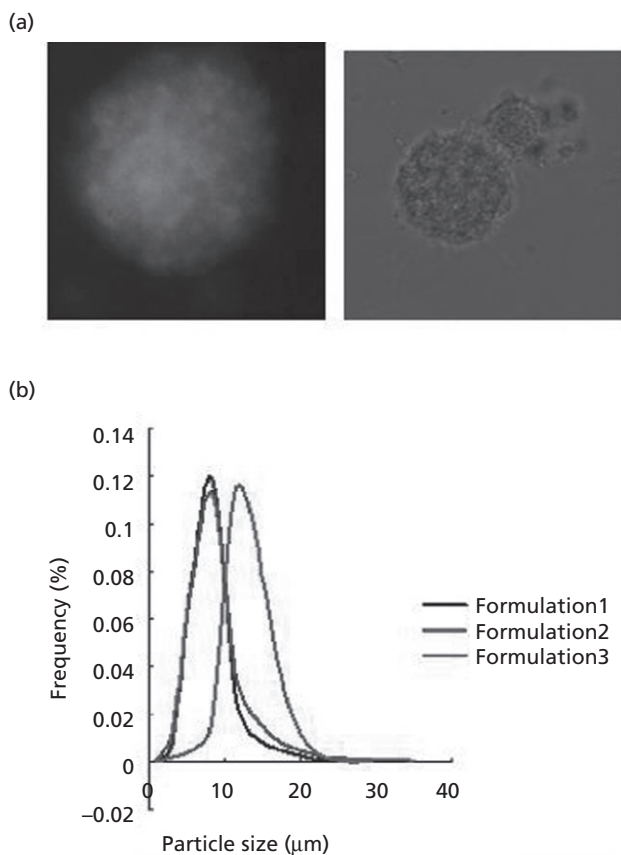 (a)
(b)
0.14
0.12
0.1
0.08
0.06
0.04
0.02
0
−0.02
Frequency (%)
0 10 20 30 40
Particle size (μm)
Formulation1
Formulation2
Formulation3